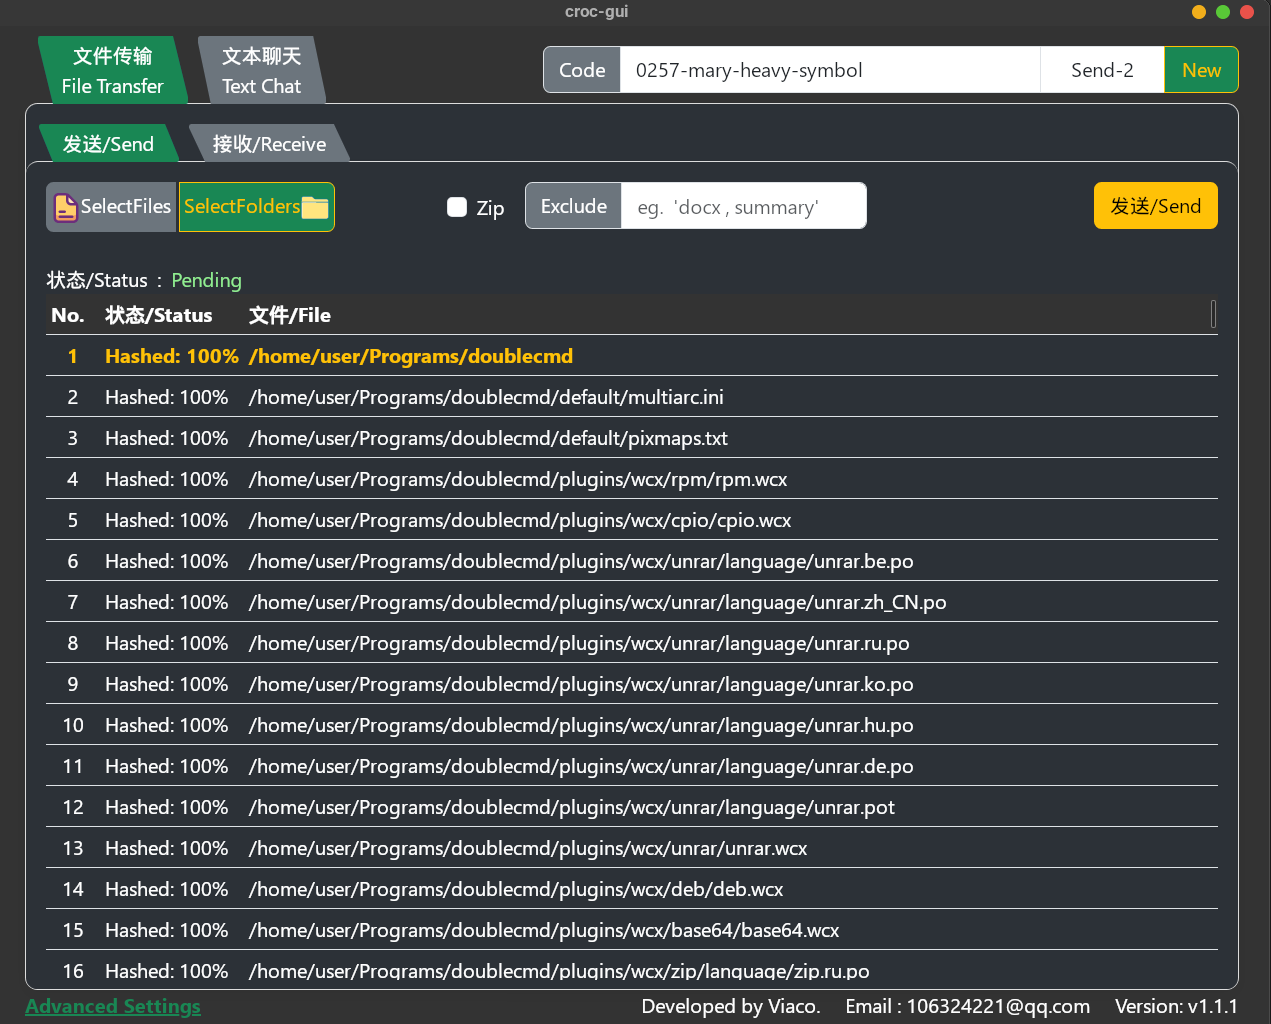 croc-gui
文件传输
File Transfer
文本聊天
Text Chat
Code 0257-mary-heavy-symbol Send-2 New
发送/Send 接收/Receive
SelectFiles SelectFolders Zip Exclude eg. 'docx , summary' 发送/Send
状态/Status : Pending
No. 状态/Status 文件/File
1 Hashed: 100% /home/user/Programs/doublecmd
2 Hashed: 100% /home/user/Programs/doublecmd/default/multiarc.ini
3 Hashed: 100% /home/user/Programs/doublecmd/default/pixmaps.txt
4 Hashed: 100% /home/user/Programs/doublecmd/plugins/wcx/rpm/rpm.wcx
5 Hashed: 100% /home/user/Programs/doublecmd/plugins/wcx/cpio/cpio.wcx
6 Hashed: 100% /home/user/Programs/doublecmd/plugins/wcx/unrar/language/unrar.be.po
7 Hashed: 100% /home/user/Programs/doublecmd/plugins/wcx/unrar/language/unrar.zh_CN.po
8 Hashed: 100% /home/user/Programs/doublecmd/plugins/wcx/unrar/language/unrar.ru.po
9 Hashed: 100% /home/user/Programs/doublecmd/plugins/wcx/unrar/language/unrar.ko.po
10 Hashed: 100% /home/user/Programs/doublecmd/plugins/wcx/unrar/language/unrar.hu.po
11 Hashed: 100% /home/user/Programs/doublecmd/plugins/wcx/unrar/language/unrar.de.po
12 Hashed: 100% /home/user/Programs/doublecmd/plugins/wcx/unrar/language/unrar.pot
13 Hashed: 100% /home/user/Programs/doublecmd/plugins/wcx/unrar/unrar.wcx
14 Hashed: 100% /home/user/Programs/doublecmd/plugins/wcx/deb/deb.wcx
15 Hashed: 100% /home/user/Programs/doublecmd/plugins/wcx/base64/base64.wcx
16 Hashed: 100% /home/user/Programs/doublecmd/plugins/wcx/zip/language/zip.ru.po
Advanced Settings Developed by Viaco. Email : 106324221@qq.com Version: v1.1.1